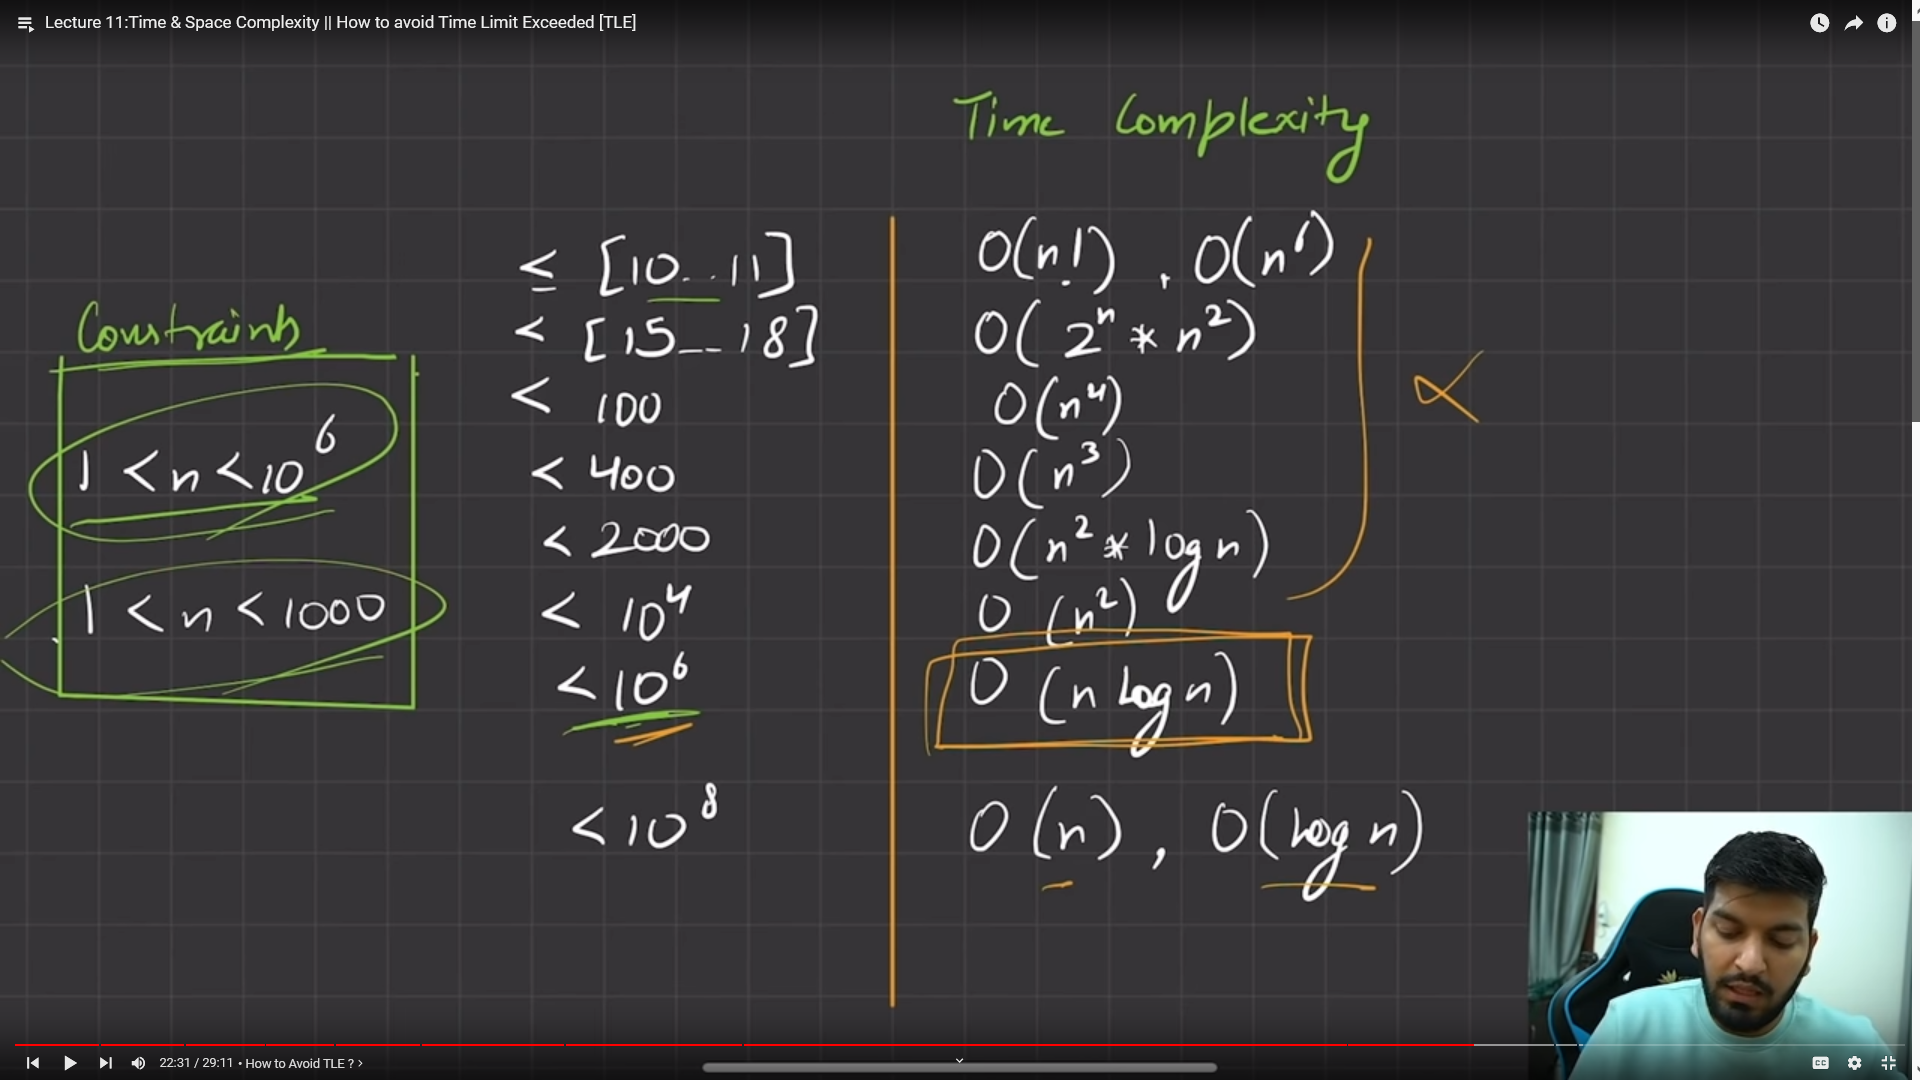 Lecture 11:Time & Space Complexity || How to avoid Time Limit Exceeded [TLE]
Time Complexity
Constraints
1 < n < 10^6
1 < n < 1000
≤ [10...11] O(n!), O(n^6)
< [15--18] O(2^n * n^2)
< 100 O(n^4)
< 400 O(n^3)
< 2000 O(n^2 * log n)
< 10^4 O(n^2)
< 10^6 O(n log n)
< 10^8 O(n), O(log n)
22:31 / 29:11 • How to Avoid TLE ? >
CC